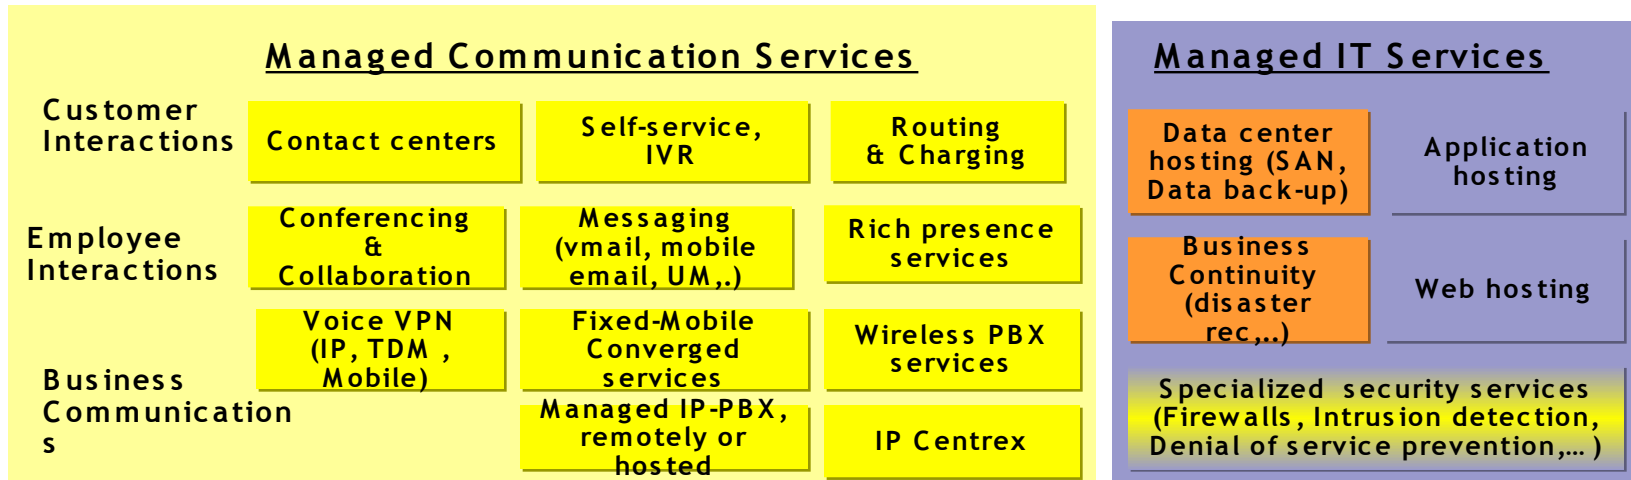 Managed Communication Services
Customer
Interactions
Contact centers
Self-service,
IVR
Routing
& Charging
Employee
Interactions
Conferencing
&
Collaboration
Messaging
(vmail, mobile
email, UM,.)
Rich presence
services
Business
Communication
s
Voice VPN
(IP, TDM ,
Mobile)
Fixed-Mobile
Converged
services
Wireless PBX
services
Managed IP-PBX,
remotely or
hosted
IP Centrex
Managed IT Services
Data center
hosting (SAN,
Data back-up)
Application
hosting
Business
Continuity
(disaster
rec,..)
Web hosting
Specialized security services
(Firewalls, Intrusion detection,
Denial of service prevention,…)